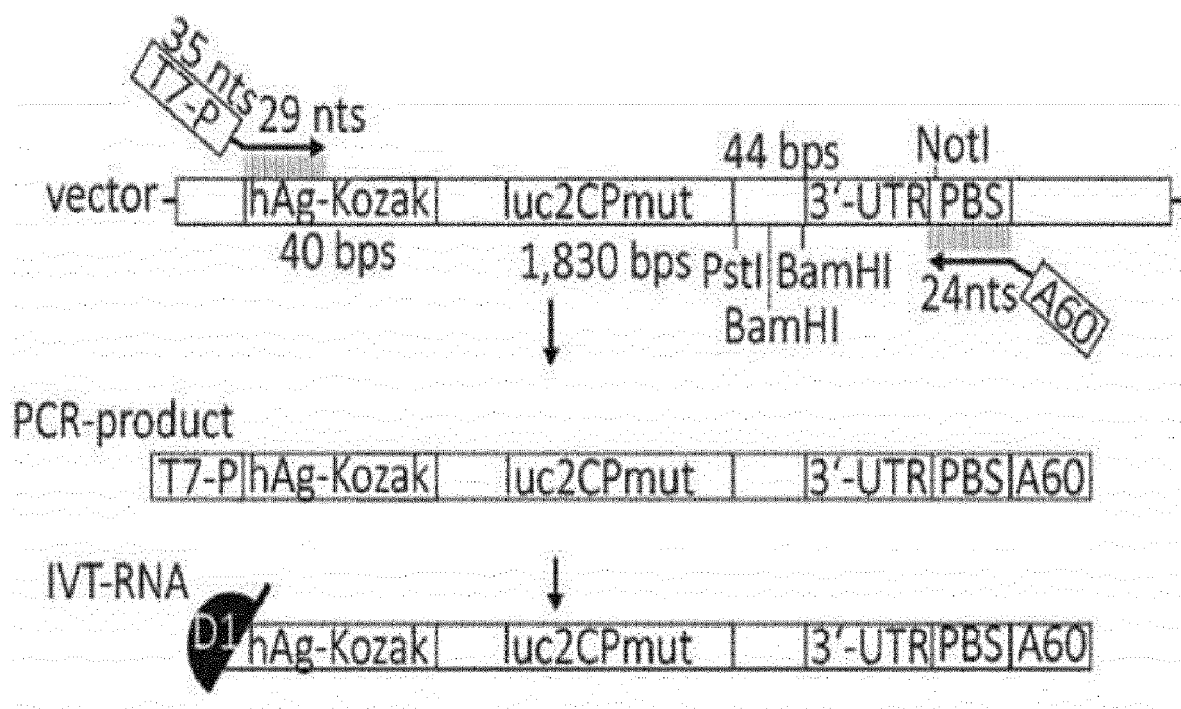 35 nts
T7-P
29 nts
44 bps
NotI
vector
hAg-Kozak luc2CPmut 3´-UTR PBS
40 bps 1,830 bps PstI BamHI 24nts A60
BamHI
PCR-product
T7-P hAg-Kozak luc2CPmut 3´-UTR PBS A60
IVT-RNA
D1 hAg-Kozak luc2CPmut 3´-UTR PBS A60